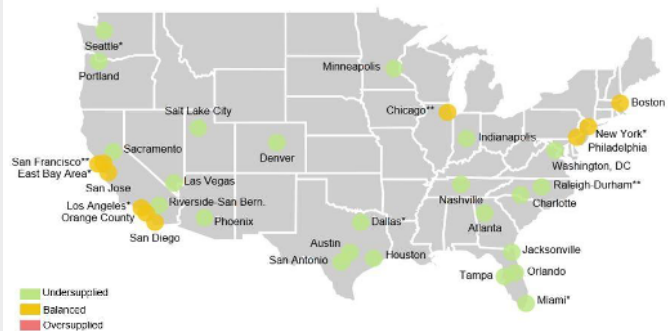 Seattle*
Portland
Minneapolis
Boston
Chicago**
Salt Lake City
New York*
Indianapolis
Philadelphia
Sacramento
Denver
San Francisco**
East Bay Area*
Washington, DC
San Jose
Las Vegas
Raleigh-Durham**
Nashville
Los Angeles*
Riverside-San Bern.
Charlotte
Orange County
Phoenix
Dallas*
Atlanta
San Diego
Austin
Jacksonville
San Antonio
Houston
Tampa
Orlando
Undersupplied
Miami*
Balanced
Oversupplied